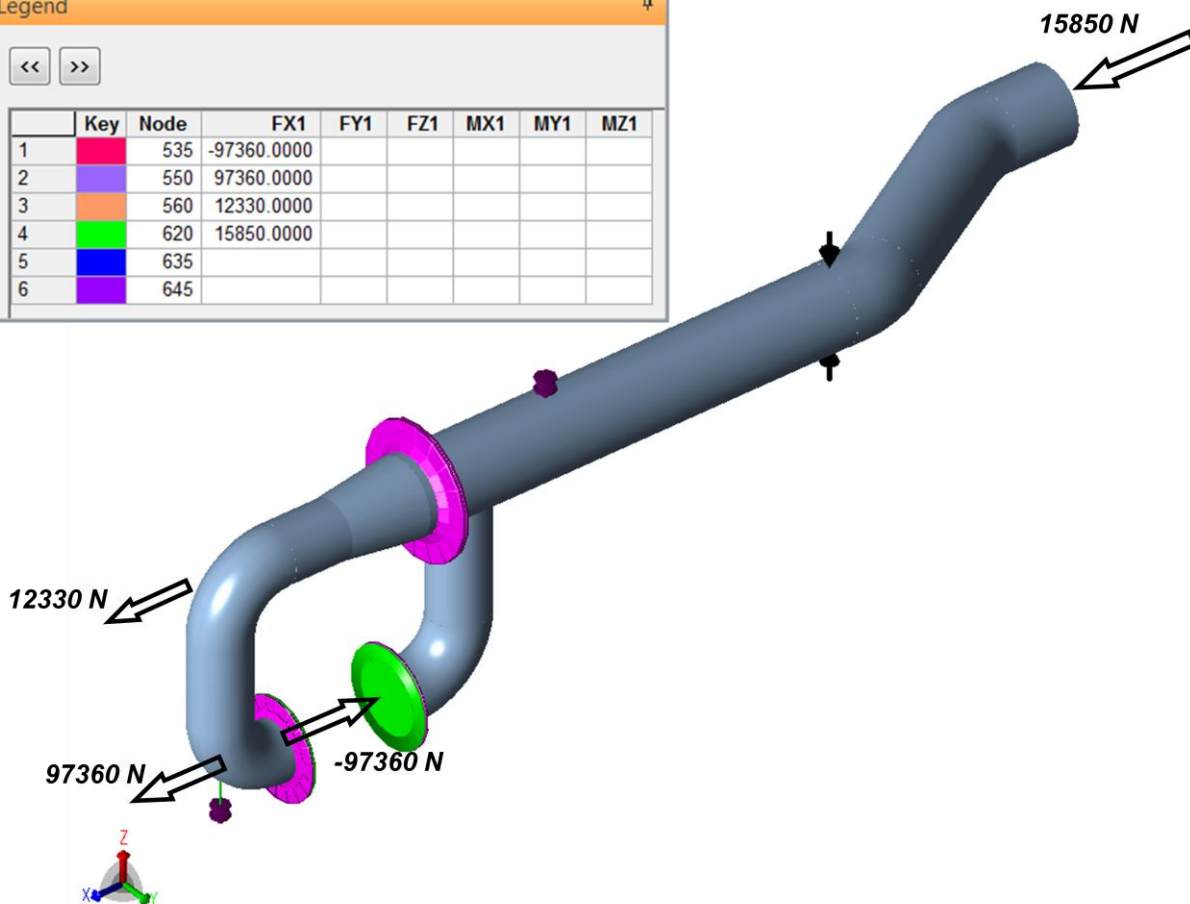 Legend
<< >>
Key Node FX1 FY1 FZ1 MX1 MY1 MZ1
1 535 -97360.0000
2 550 97360.0000
3 560 12330.0000
4 620 15850.0000
5 635
6 645
15850 N
12330 N
97360 N
-97360 N
Z
X
Y